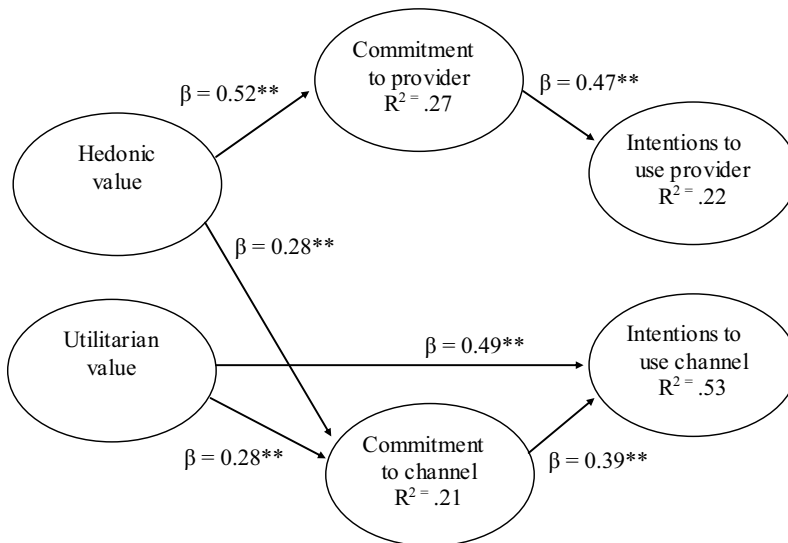 Commitment
to provider
R² = .27
β = 0.52**
β = 0.47**
Hedonic
value
Intentions to
use provider
R² = .22
β = 0.28**
Utilitarian
value
β = 0.49**
Intentions to
use channel
R² = .53
β = 0.28**
Commitment
to channel
R² = .21
β = 0.39**